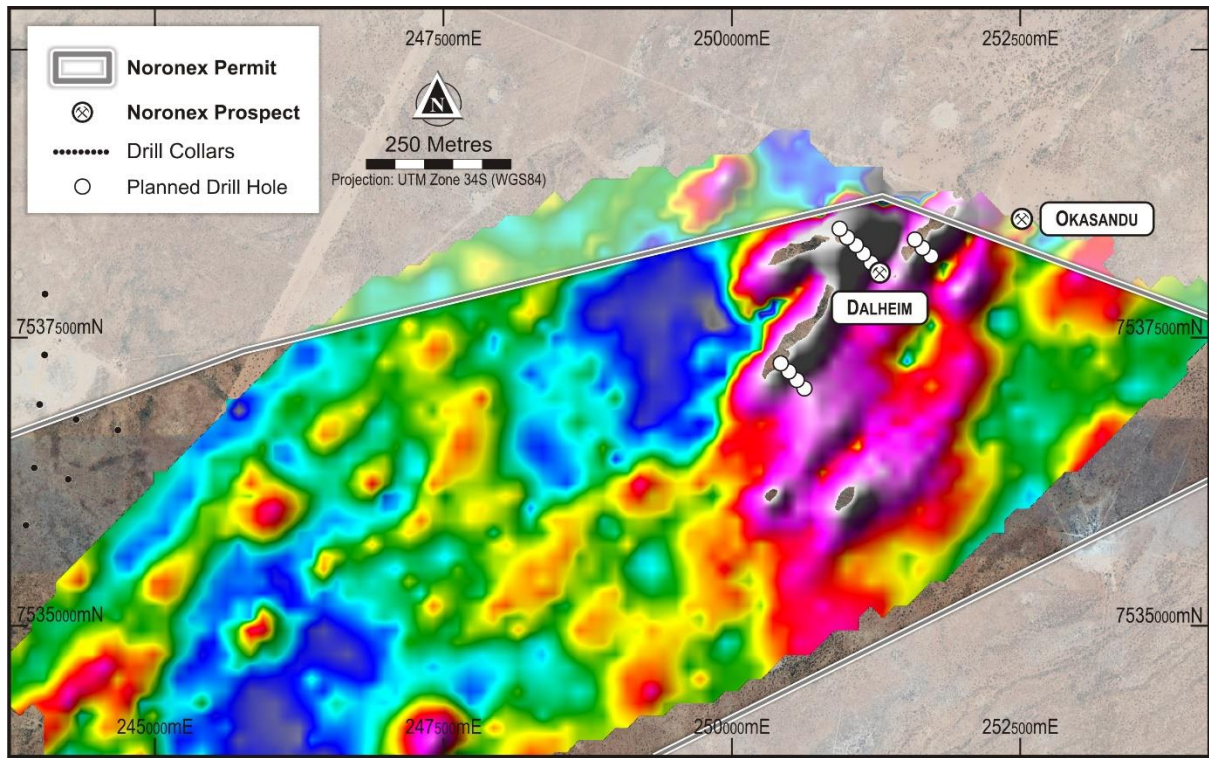 247500mE
250000mE
252500mE
Noronex Permit
Noronex Prospect
Drill Collars
Planned Drill Hole
N
250 Metres
Projection: UTM Zone 34S (WGS84)
OKASANDU
DALHEIM
7537500mN
7537500mN
7535000mN
7535000mN
245000mE
247500mE
250000mE
252500mE